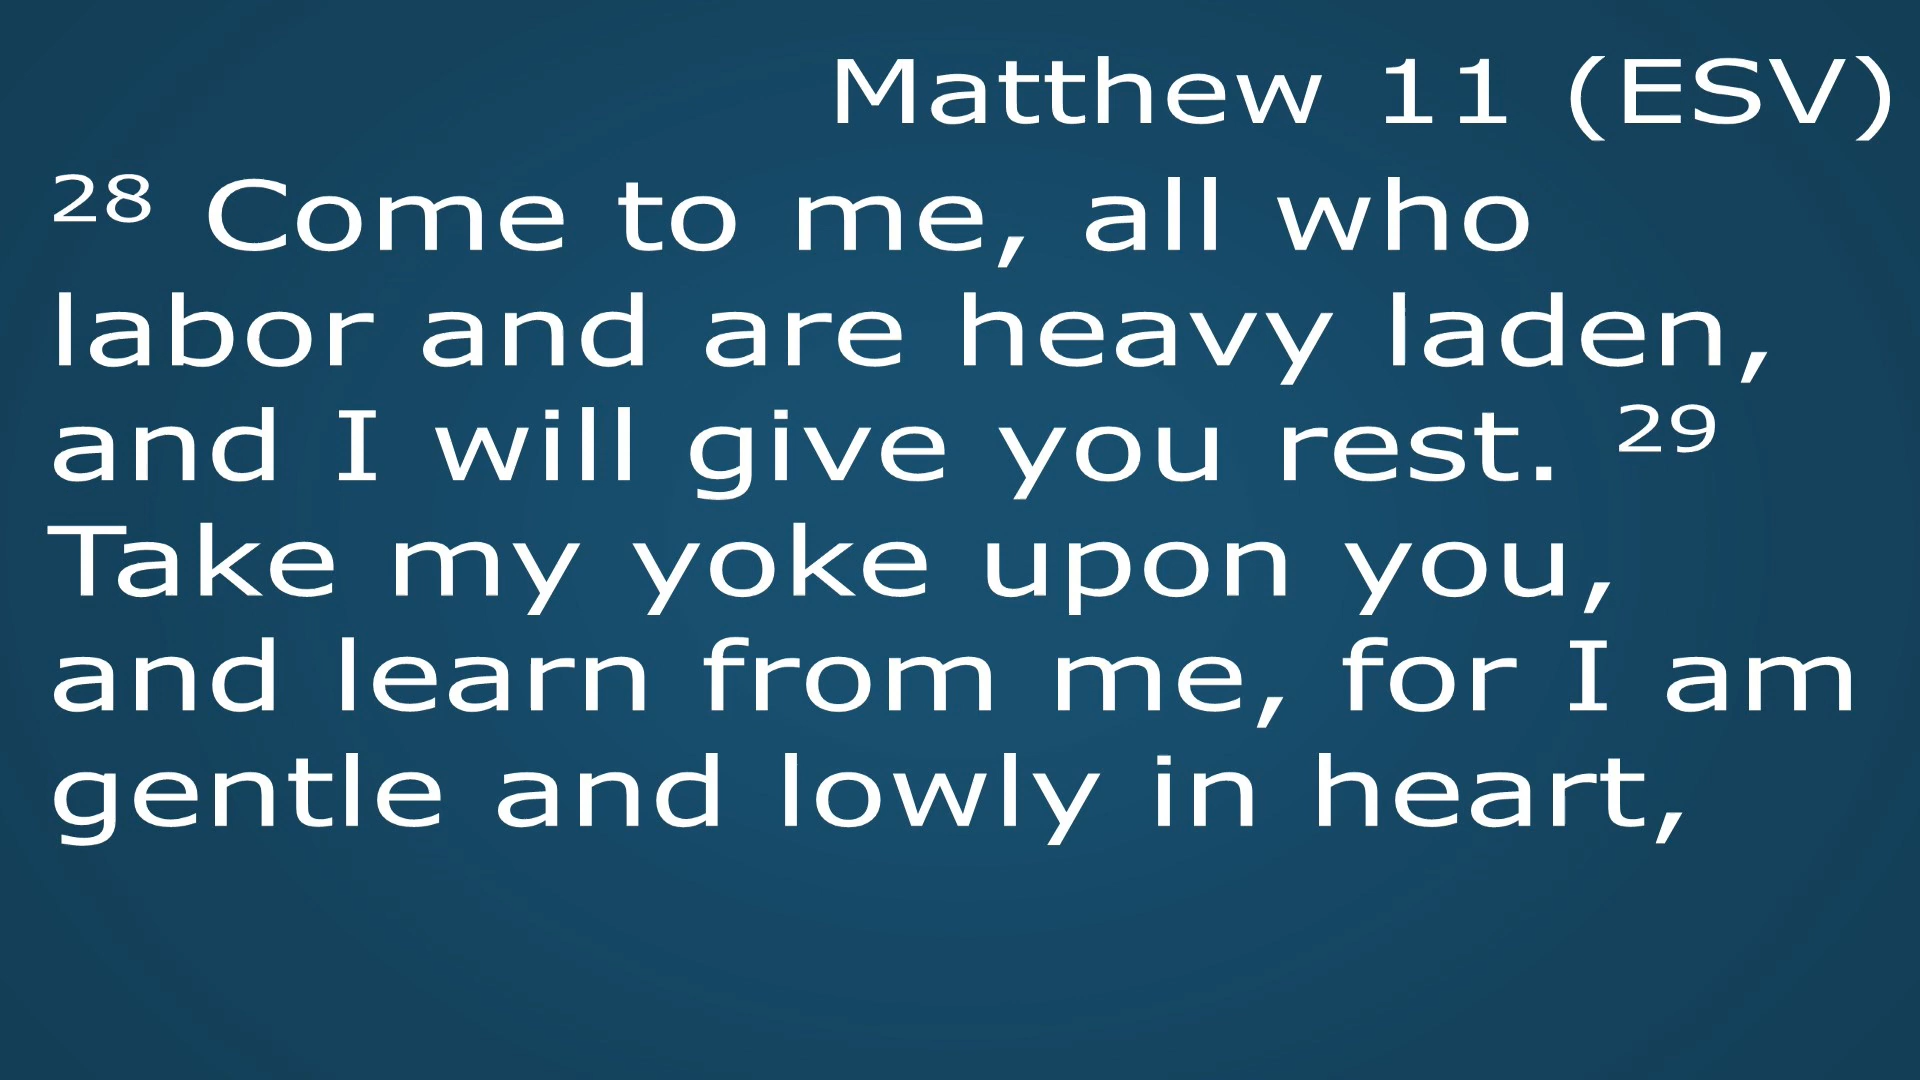 Matthew 11 (ESV)
28 Come to me, all who
labor and are heavy laden,
and I will give you rest. 29
Take my yoke upon you,
and learn from me, for I am
gentle and lowly in heart,